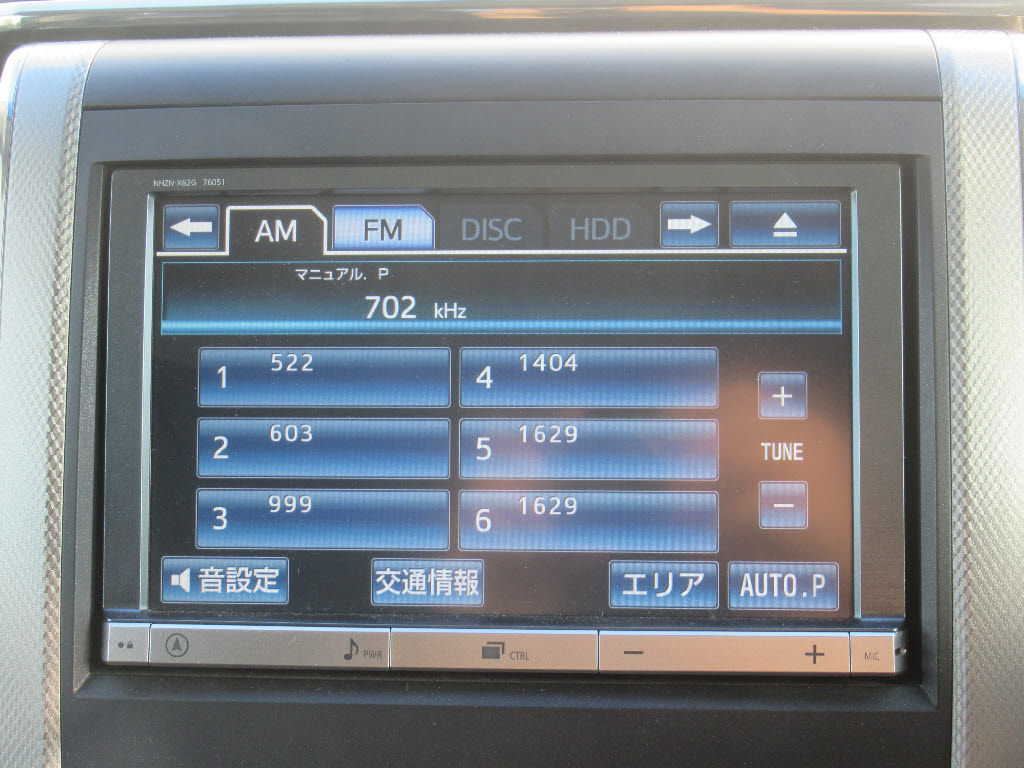 NHZN-X62G 76051
AM FM DISC HDD
マニュアル. P
702 kHz
1 522
4 1404
2 603
5 1629
3 999
6 1629
+
TUNE
−
音設定 交通情報 エリア AUTO.P
PWR CTRL − + MIC